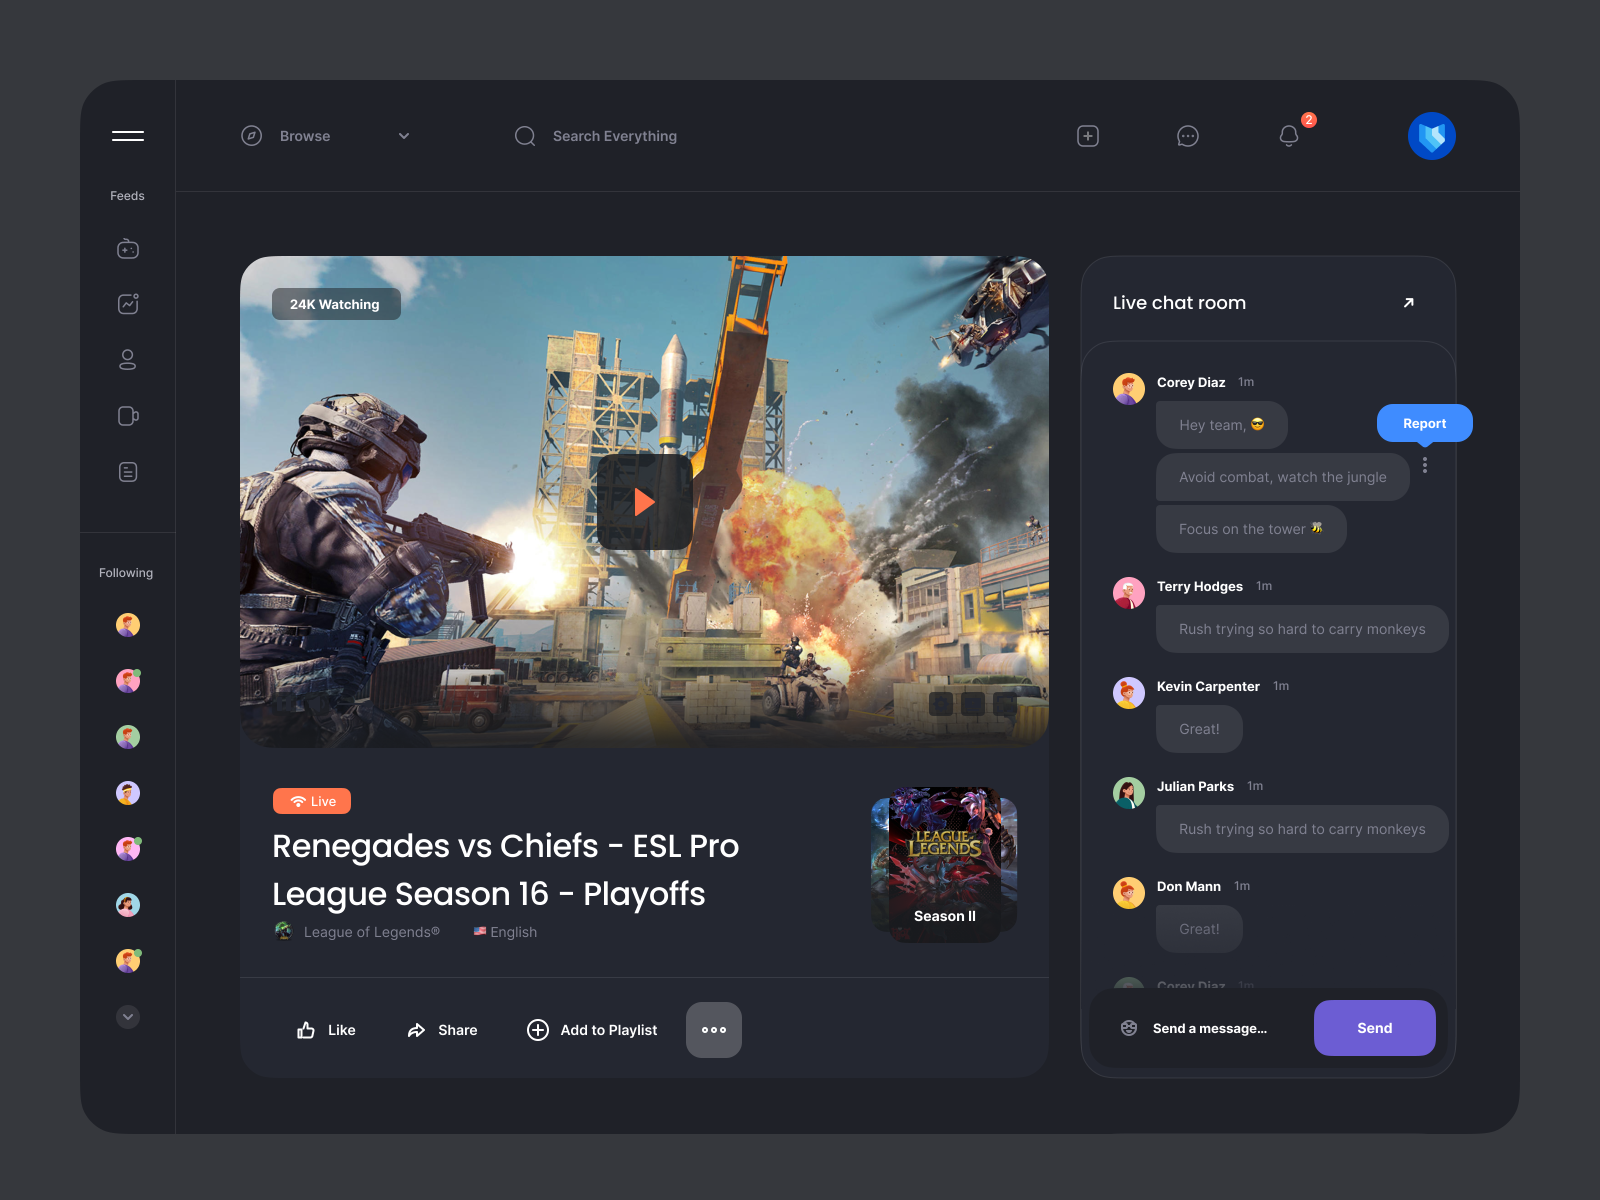 Browse
Search Everything
2
Feeds
Following
24K Watching
Live
Renegades vs Chiefs - ESL Pro
League Season 16 - Playoffs
League of Legends®
English
LEAGUE OF
LEGENDS
Season II
Like
Share
Add to Playlist
Live chat room
Corey Diaz 1m
Hey team, 😎
Report
Avoid combat, watch the jungle
Focus on the tower 🐝
Terry Hodges 1m
Rush trying so hard to carry monkeys
Kevin Carpenter 1m
Great!
Julian Parks 1m
Rush trying so hard to carry monkeys
Don Mann 1m
Great!
Corey Diaz 1m
Send a message...
Send